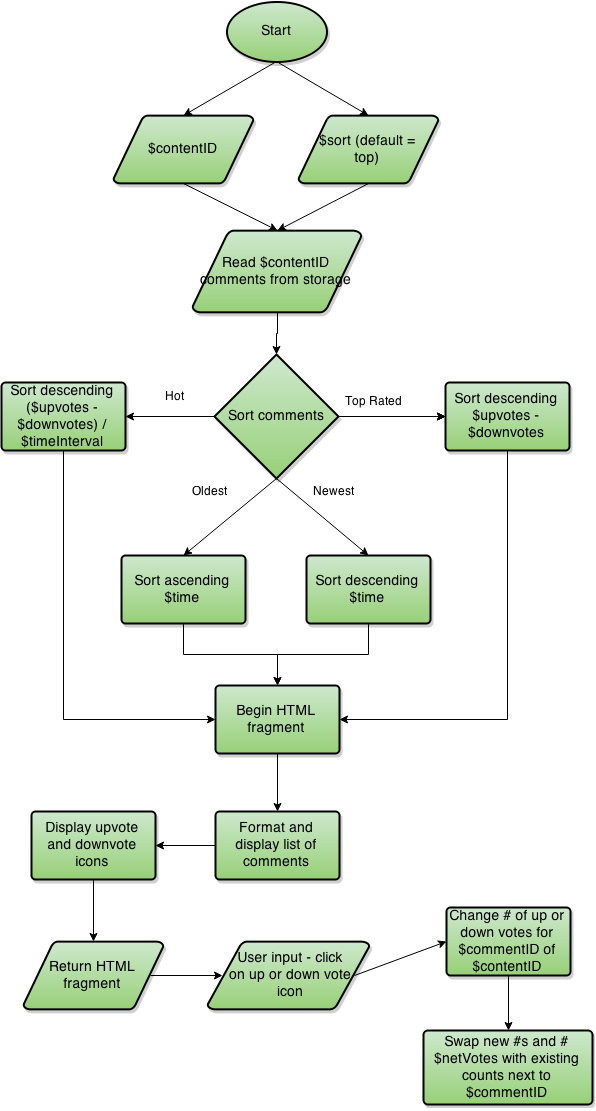 Start
$contentID
$sort (default =
top)
Read $contentID
comments from storage
Hot
Top Rated
Sort descending
($upvotes -
$downvotes) /
$timeInterval
Sort comments
Sort descending
$upvotes -
$downvotes
Oldest
Newest
Sort ascending
$time
Sort descending
$time
Begin HTML
fragment
Display upvote
and downvote
icons
Format and
display list of
comments
Return HTML
fragment
User input - click
on up or down vote
icon
Change # of up or
down votes for
$commentID of
$contentID
Swap new #s and #
$netVotes with existing
counts next to
$commentID